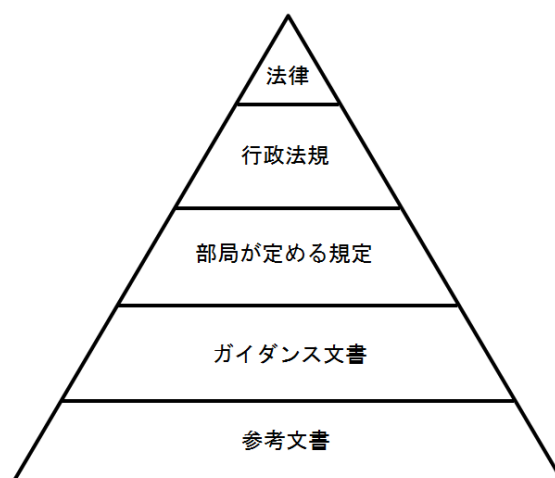 法律
行政法規
部局が定める規定
ガイダンス文書
参考文書